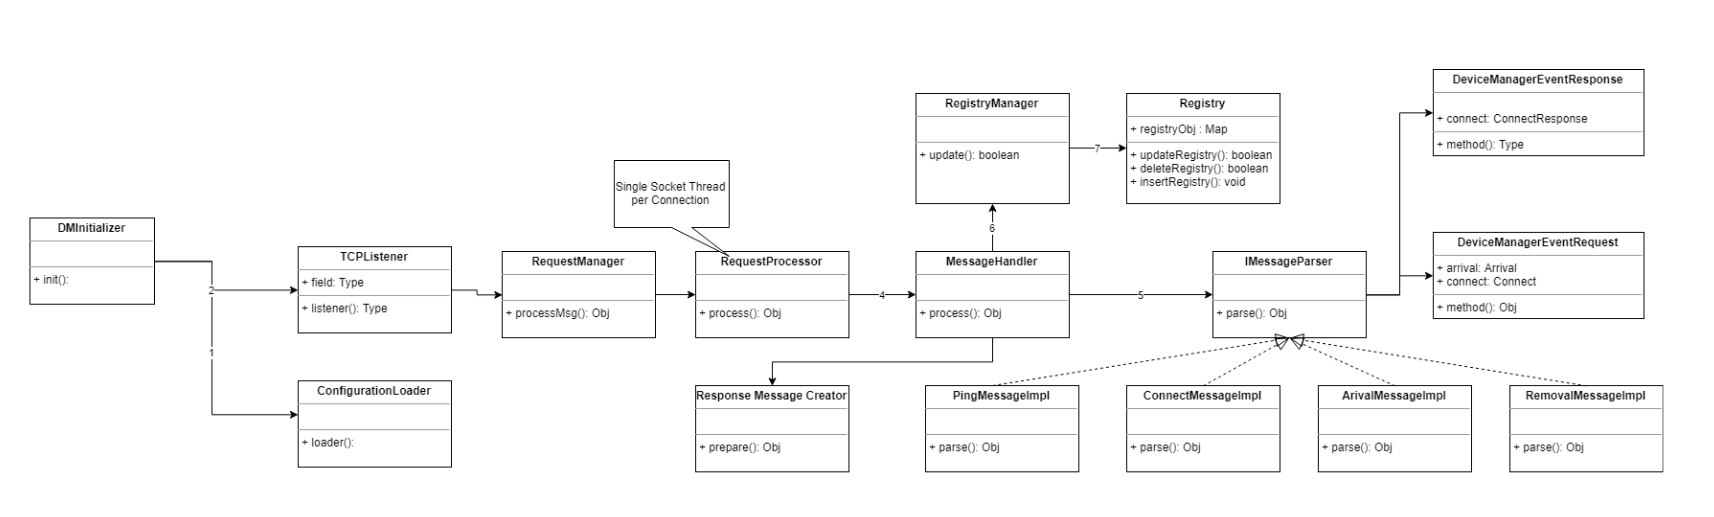 DeviceManagerEventResponse
+ connect: ConnectResponse
+ method(): Type
RegistryManager
+ update(): boolean
7
Registry
+ registryObj : Map
+ updateRegistry(): boolean
+ deleteRegistry(): boolean
+ insertRegistry(): void
Single Socket Thread
per Connection
6
DMInitializer
+ init():
2
1
TCPListener
+ field: Type
+ listener(): Type
RequestManager
+ processMsg(): Obj
RequestProcessor
+ process(): Obj
4
MessageHandler
+ process(): Obj
5
IMessageParser
+ parse(): Obj
DeviceManagerEventRequest
+ arrival: Arrival
+ connect: Connect
+ method(): Obj
ConfigurationLoader
+ loader():
Response Message Creator
+ prepare(): Obj
PingMessageImpl
+ parse(): Obj
ConnectMessageImpl
+ parse(): Obj
ArivalMessageImpl
+ parse(): Obj
RemovalMessageImpl
+ parse(): Obj